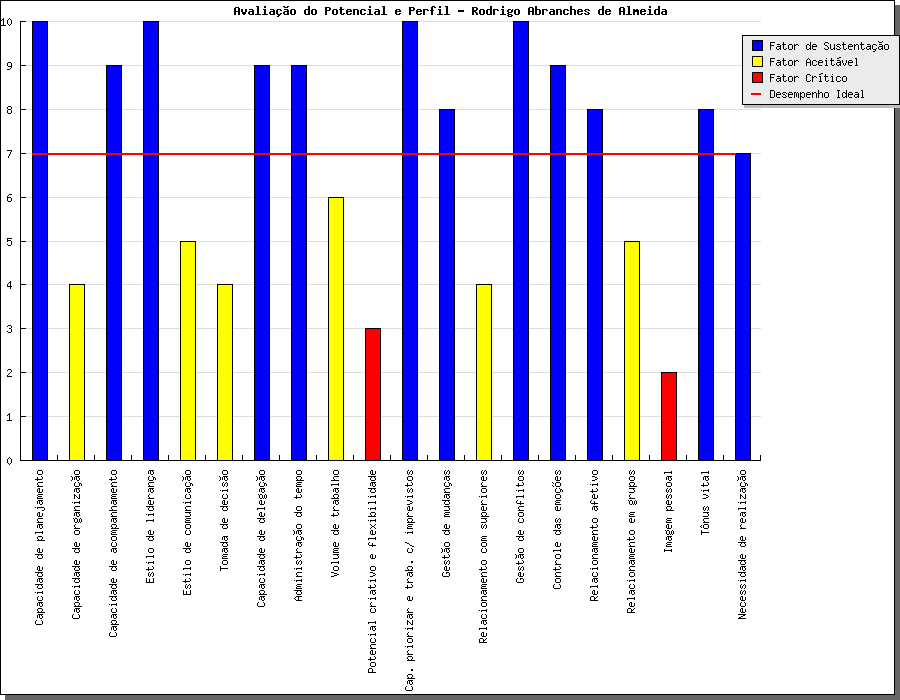 Avaliação do Potencial e Perfil - Rodrigo Abranches de Almeida
10
9
8
7
6
5
4
3
2
1
0
Fator de Sustentação
Fator Aceitável
Fator Crítico
Desempenho Ideal
Capacidade de planejamento
Capacidade de organização
Capacidade de acompanhamento
Estilo de liderança
Estilo de comunicação
Tomada de decisão
Capacidade de delegação
Administração do tempo
Volume de trabalho
Potencial criativo e flexibilidade
Cap. priorizar e trab. c/ imprevistos
Gestão de mudanças
Relacionamento com superiores
Gestão de conflitos
Controle das emoções
Relacionamento afetivo
Relacionamento em grupos
Imagem pessoal
Tônus vital
Necessidade de realização